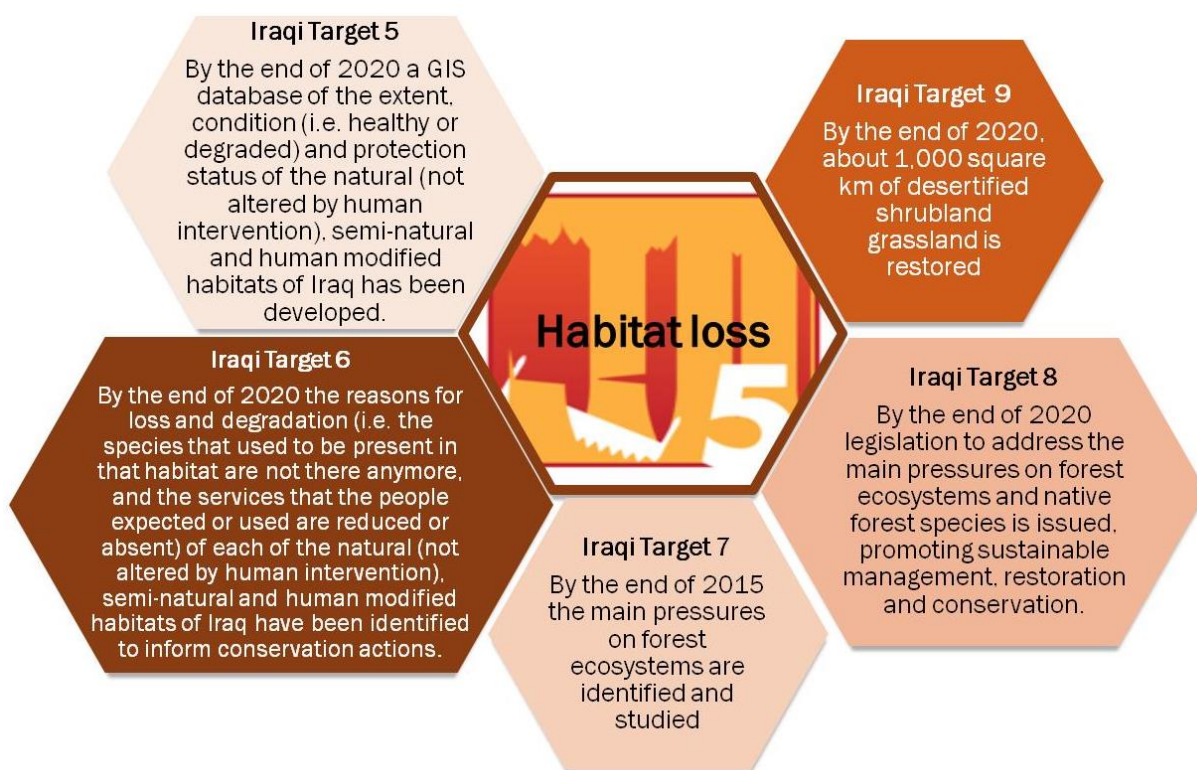 Iraqi Target 5
By the end of 2020 a GIS
database of the extent,
condition (i.e. healthy or
degraded) and protection
status of the natural (not
altered by human
intervention), semi-natural
and human modified
habitats of Iraq has been
developed.
Iraqi Target 9
By the end of 2020,
about 1,000 square
km of desertified
shrubland
grassland is
restored
Habitat loss
5
Iraqi Target 6
By the end of 2020 the reasons for
loss and degradation (i.e. the
species that used to be present in
that habitat are not there anymore,
and the services that the people
expected or used are reduced or
absent) of each of the natural (not
altered by human intervention),
semi-natural and human modified
habitats of Iraq have been identified
to inform conservation actions.
Iraqi Target 8
By the end of 2020
legislation to address the
main pressures on forest
ecosystems and native
forest species is issued,
promoting sustainable
management, restoration
and conservation.
Iraqi Target 7
By the end of 2015
the main pressures
on forest
ecosystems are
identified and
studied